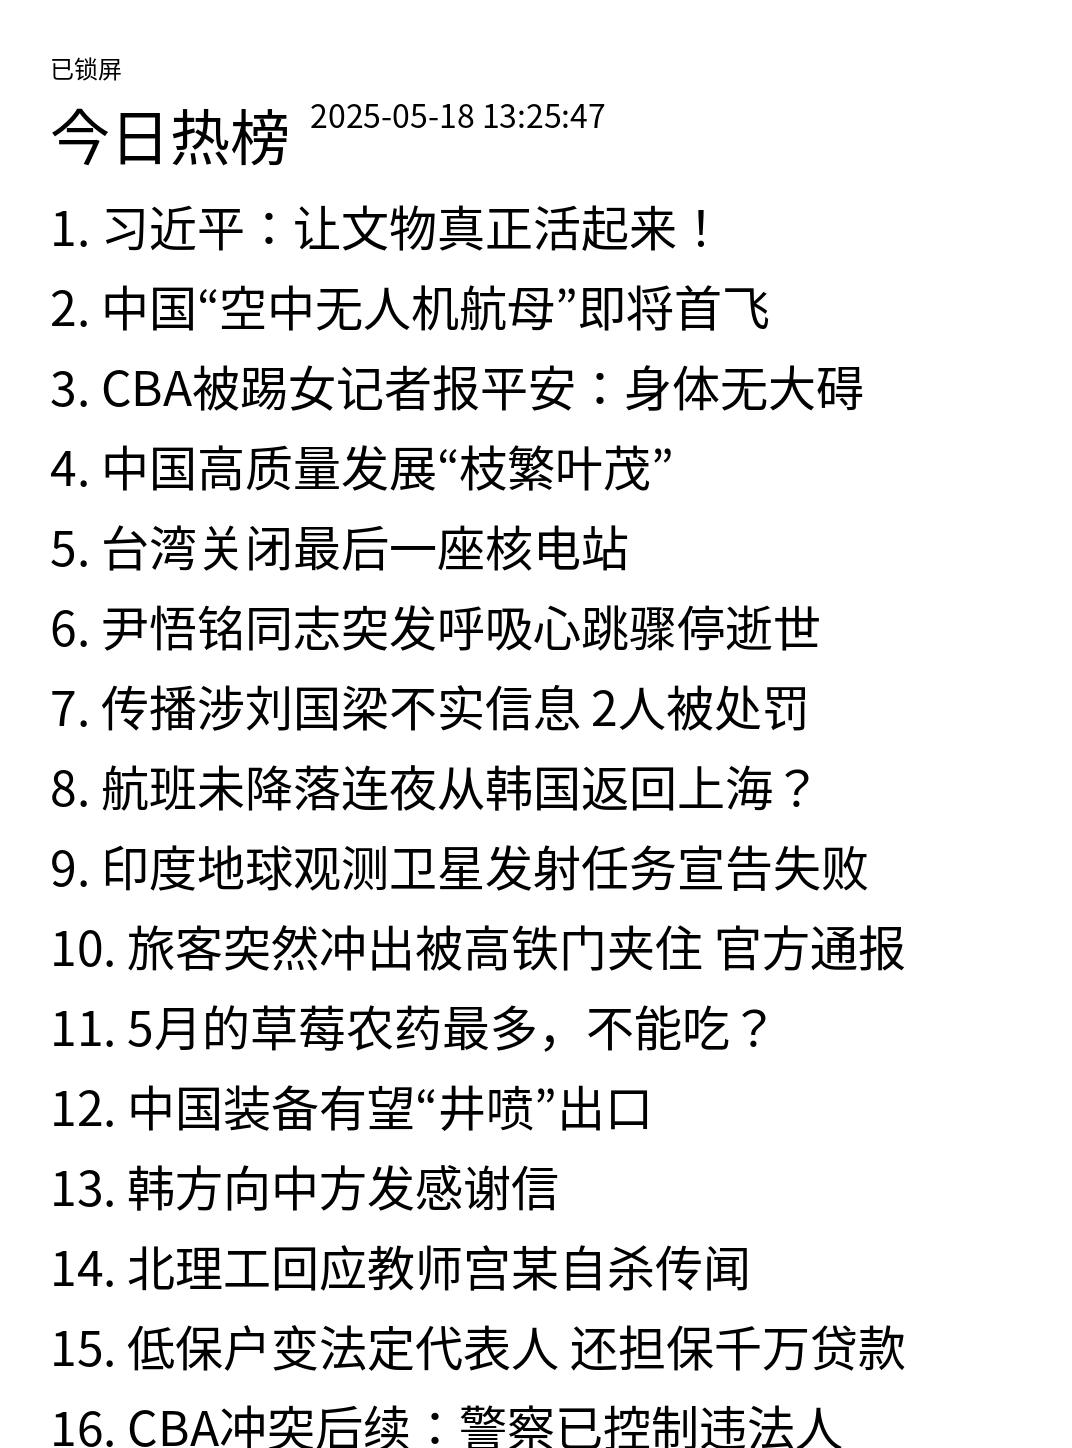 已锁屏
今日热榜 2025-05-18 13:25:47
1. 习近平：让文物真正活起来！
2. 中国“空中无人机航母”即将首飞
3. CBA被踢女记者报平安：身体无大碍
4. 中国高质量发展“枝繁叶茂”
5. 台湾关闭最后一座核电站
6. 尹悟铭同志突发呼吸心跳骤停逝世
7. 传播涉刘国梁不实信息 2人被处罚
8. 航班未降落连夜从韩国返回上海？
9. 印度地球观测卫星发射任务宣告失败
10. 旅客突然冲出被高铁门夹住 官方通报
11. 5月的草莓农药最多，不能吃？
12. 中国装备有望“井喷”出口
13. 韩方向中方发感谢信
14. 北理工回应教师宫某自杀传闻
15. 低保户变法定代表人 还担保千万贷款
16. CBA冲突后续：警察已控制违法人